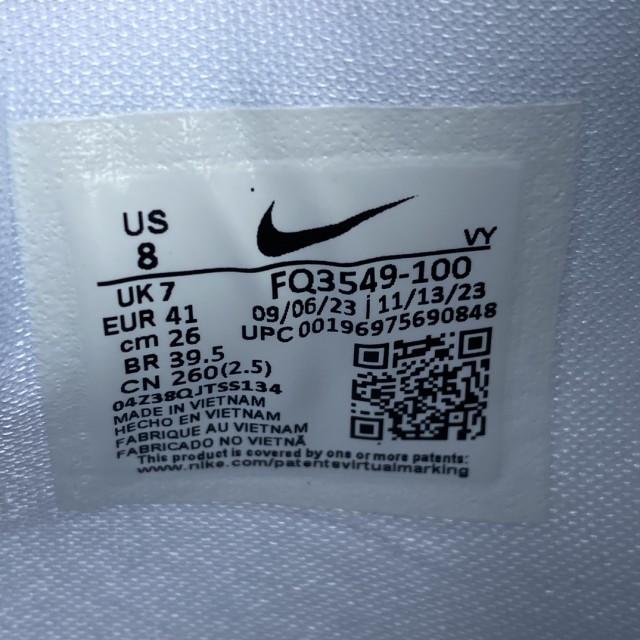 US
8
VY
UK 7
FQ3549-100
EUR 41
09/06/23 | 11/13/23
cm 26
UPC 00196975690848
BR 39.5
CN 260(2.5)
04Z38QJTSS134
MADE IN VIETNAM
HECHO EN VIETNAM
FABRIQUÉ AU VIETNAM
FABRICADO NO VIETNÃ
This product is covered by one or more patents:
www.nike.com/patentsvirtualmarking